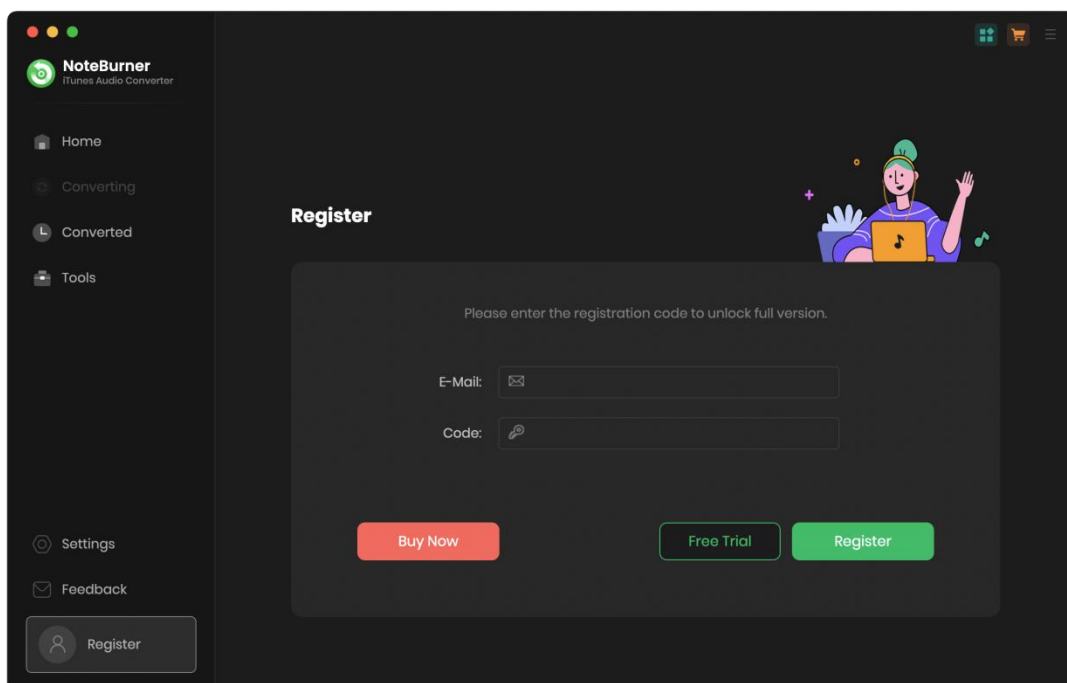 NoteBurner
iTunes Audio Converter
Home
Converting
Converted
Tools
Settings
Feedback
Register
Register
Please enter the registration code to unlock full version.
E-Mail:
Code:
Buy Now
Free Trial
Register